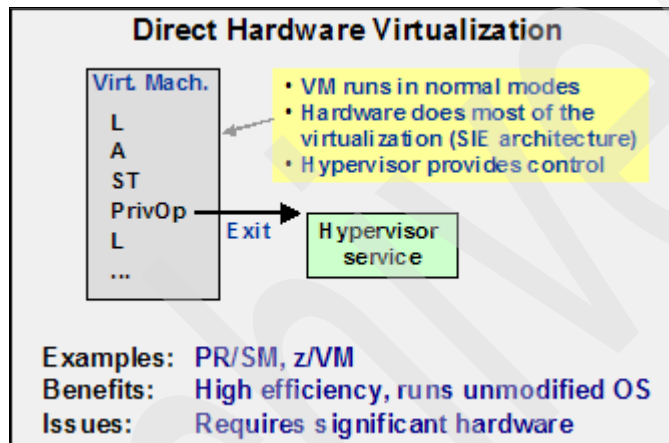 Direct Hardware Virtualization
Virt. Mach.
L
A
ST
PrivOp
L
...
• VM runs in normal modes
• Hardware does most of the
virtualization (SIE architecture)
• Hypervisor provides control
Exit
Hypervisor
service
Examples: PR/SM, z/VM
Benefits: High efficiency, runs unmodified OS
Issues: Requires significant hardware